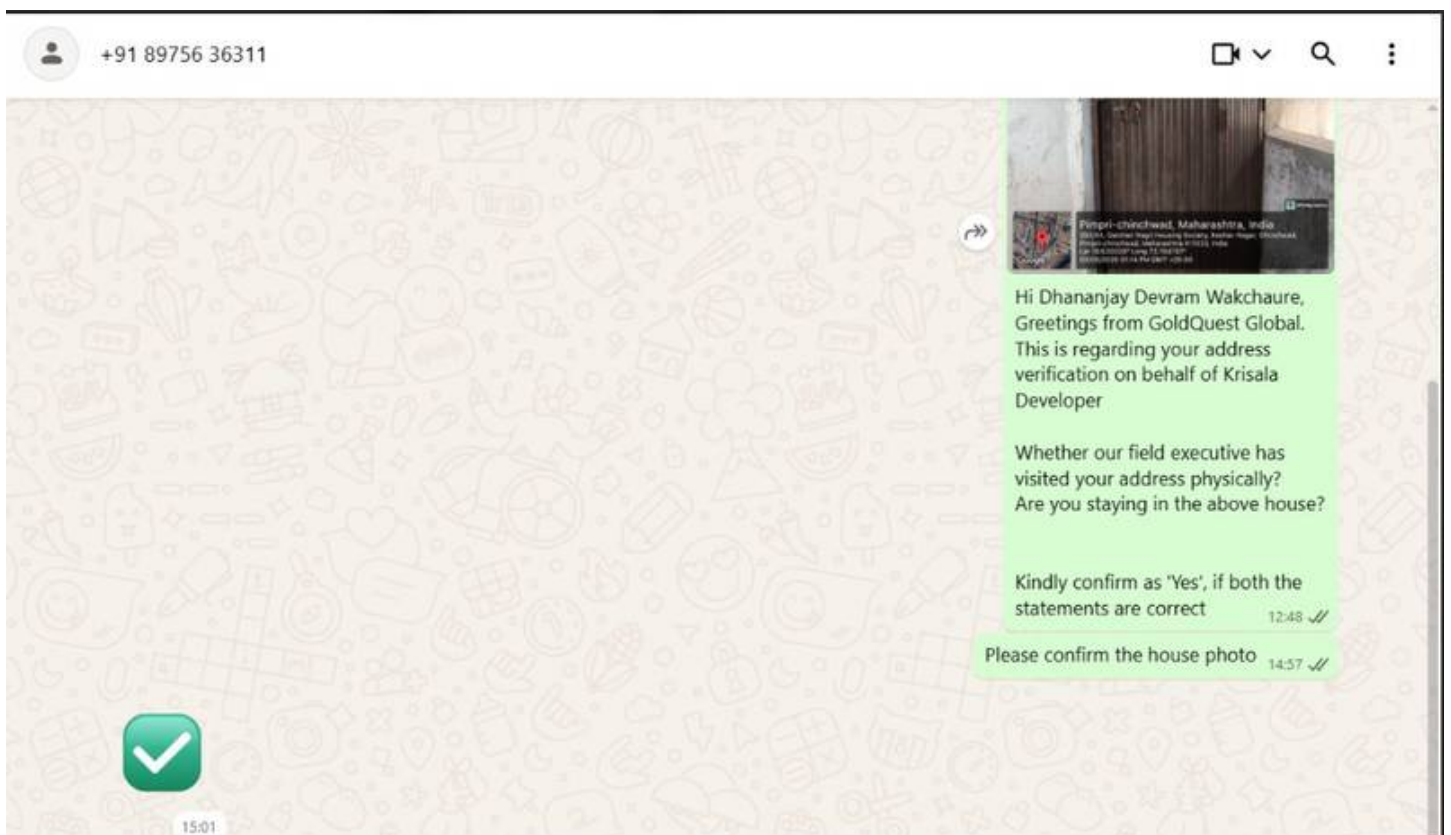 +91 89756 36311
Pimpri-chinchwad, Maharashtra, India
Google
Hi Dhananjay Devram Wakchaure,
Greetings from GoldQuest Global.
This is regarding your address
verification on behalf of Krisala
Developer
Whether our field executive has
visited your address physically?
Are you staying in the above house?
Kindly confirm as 'Yes', if both the
statements are correct
12:48
Please confirm the house photo
14:57
15:01